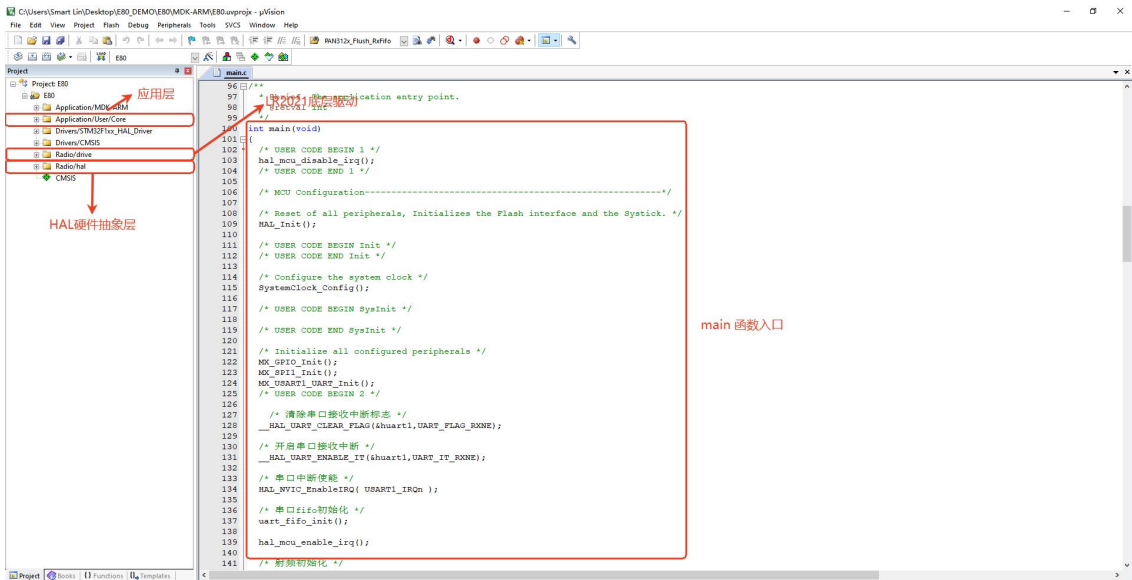 C:\Users\Smart Lin\Desktop\E80_DEMO\E80\MDK-ARM\E80.uvprojx - µVision
File Edit View Project Flash Debug Peripherals Tools SVCS Window Help
PAN312x_Flush_RxFifo
E80
Project
main.c
Project: E80
E80
Application/MDK-ARM
Application/User/Core
Drivers/STM32F1xx_HAL_Driver
Drivers/CMSIS
Radio/drive
Radio/hal
CMSIS
应用层
LR2021底层驱动
HAL硬件抽象层
main 函数入口
96 /**
97 * @brief The application entry point.
98 * @retval int
99 */
100 int main(void)
101 {
102 /* USER CODE BEGIN 1 */
103 hal_mcu_disable_irq();
104 /* USER CODE END 1 */
105
106 /* MCU Configuration--------------------------------------------------------*/
107
108 /* Reset of all peripherals, Initializes the Flash interface and the Systick. */
109 HAL_Init();
110
111 /* USER CODE BEGIN Init */
112 /* USER CODE END Init */
113
114 /* Configure the system clock */
115 SystemClock_Config();
116
117 /* USER CODE BEGIN SysInit */
118
119 /* USER CODE END SysInit */
120
121 /* Initialize all configured peripherals */
122 MX_GPIO_Init();
123 MX_SPI1_Init();
124 MX_USART1_UART_Init();
125 /* USER CODE BEGIN 2 */
126
127 /* 清除串口接收中断标志 */
128 __HAL_UART_CLEAR_FLAG(&huart1,UART_FLAG_RXNE);
129
130 /* 开启串口接收中断 */
131 __HAL_UART_ENABLE_IT(&huart1,UART_IT_RXNE);
132
133 /* 串口中断使能 */
134 HAL_NVIC_EnableIRQ( USART1_IRQn );
135
136 /* 串口fifo初始化 */
137 uart_fifo_init();
138
139 hal_mcu_enable_irq();
140
141 /* 射频初始化 */
Project Books {} Functions Templates